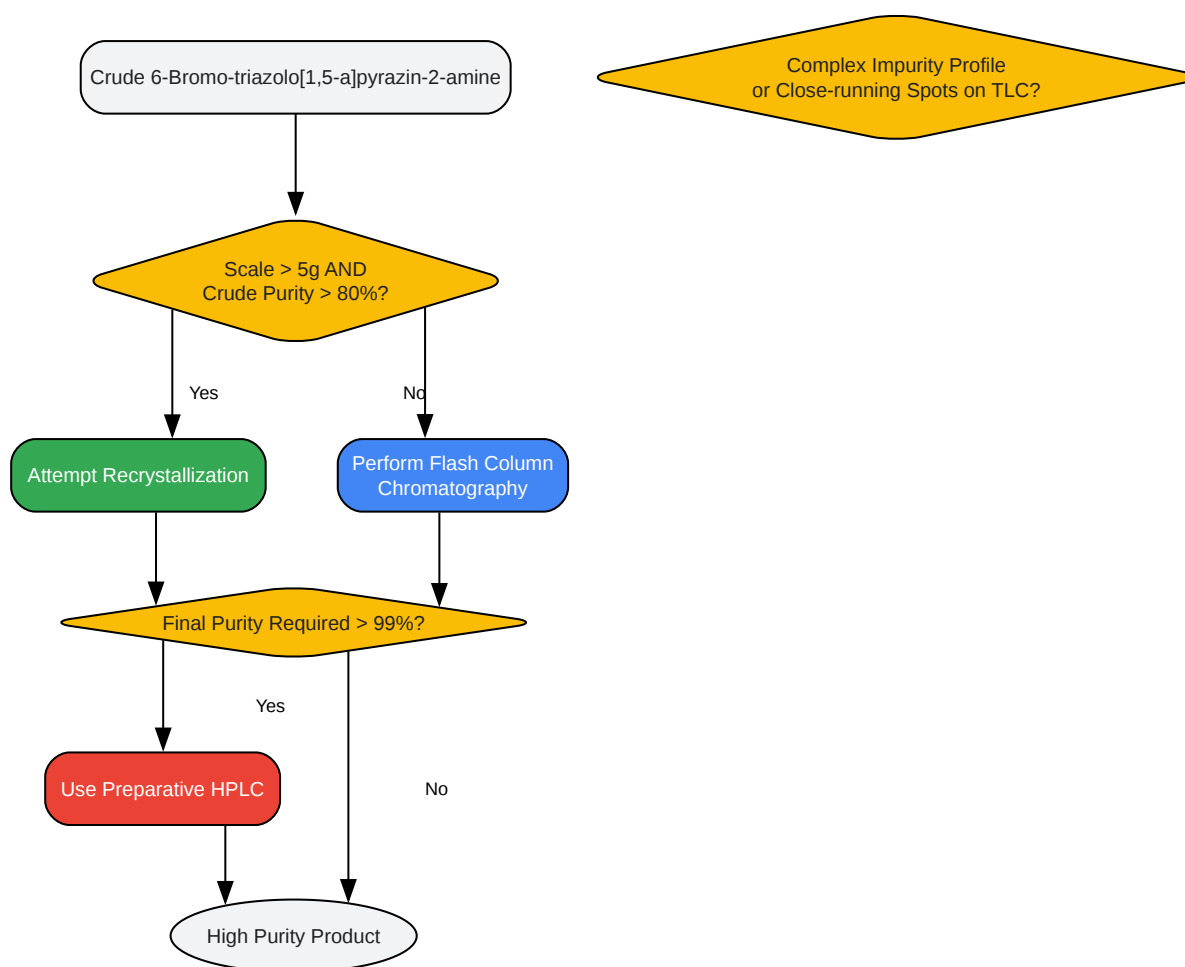 Crude 6-Bromo-triazolo[1,5-a]pyrazin-2-amine
Complex Impurity Profile
or Close-running Spots on TLC?
Scale > 5g AND
Crude Purity > 80%?
Yes
No
Attempt Recrystallization
Perform Flash Column
Chromatography
Final Purity Required > 99%?
Yes
Use Preparative HPLC
No
High Purity Product